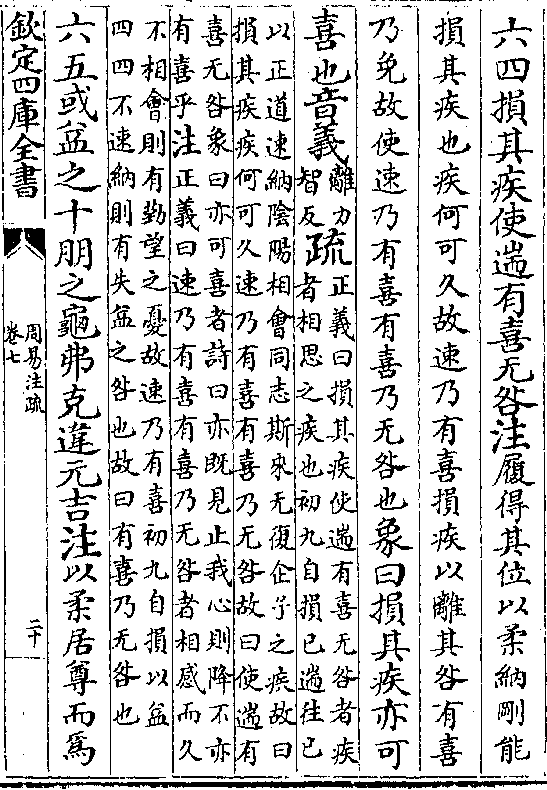 六四損其疾使遄有喜无咎注履得其位以柔納剛能
損其疾也疾何可久故速乃有喜損疾以離其咎有喜
乃免故使速乃有喜有喜乃无咎也象曰損其疾亦可
喜也音義離力
智反
疏正義曰損其疾使遄有喜无咎者疾
者相思之疾也初九自損已遄往已
以正道速納陰陽相會同志斯來无復企予之疾故曰
損其疾疾何可久速乃有喜有喜乃无咎故曰使遄有
喜无咎象曰亦可喜者詩曰亦既見止我心則降不亦
有喜乎注正義曰速乃有喜有喜乃无咎者相感而久
不相會則有勤望之憂故速乃有喜初九自損以益
四四不速納則有失益之咎也故曰有喜乃无咎也
六五或益之十朋之龜弗克違元吉注以柔居尊而爲
欽定四庫全書
周易注疏
卷七
二十